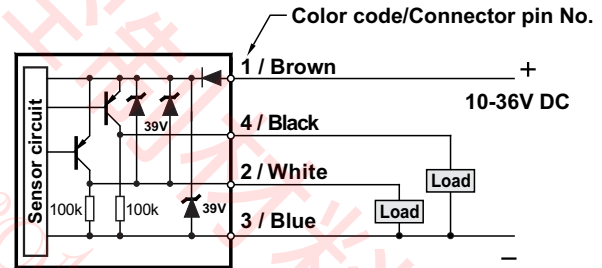 Color code/Connector pin No.
1 / Brown
+
10-36V DC
39V
4 / Black
Sensor circuit
2 / White
Load
100k
100k
39V
Load
3 / Blue
−